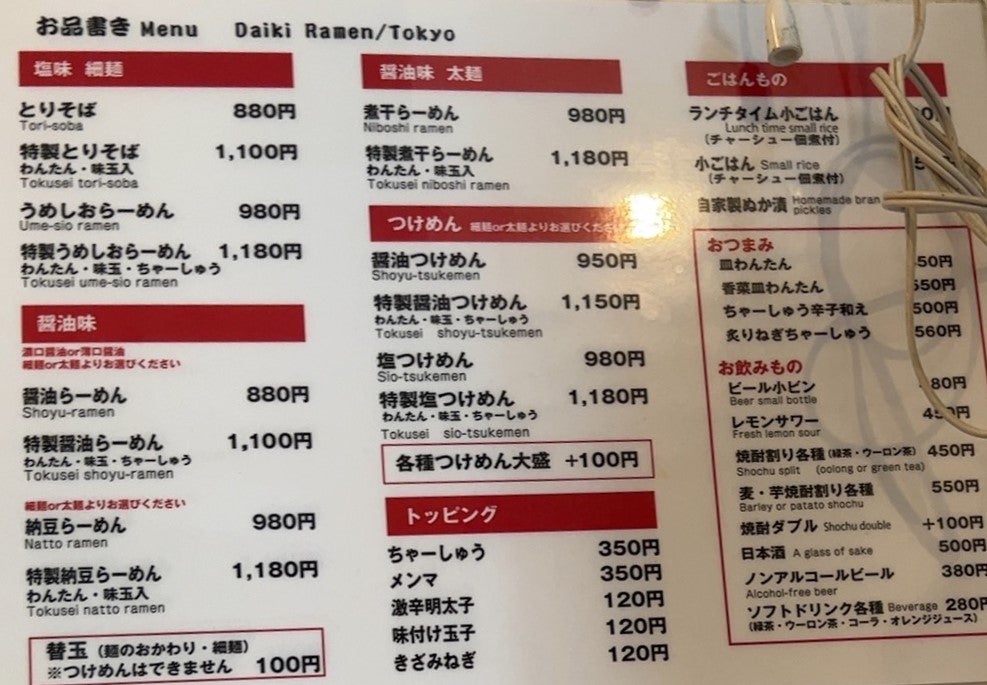 お品書き Menu Daiki Ramen/Tokyo
塩味 細麺
とりそば 880円
Tori-soba
特製とりそば 1,100円
わんたん・味玉入
Tokusei tori-soba
うめしおらーめん 980円
Ume-sio ramen
特製うめしおらーめん 1,180円
わんたん・味玉・ちゃーしゅう
Tokusei ume-sio ramen
醤油味
濃口醤油or薄口醤油
細麺or太麺よりお選びください
醤油らーめん 880円
Shoyu-ramen
特製醤油らーめん 1,100円
わんたん・味玉・ちゃーしゅう
Tokusei shoyu-ramen
細麺or太麺よりお選びください
納豆らーめん 980円
Natto ramen
特製納豆らーめん 1,180円
わんたん・味玉入
Tokusei natto ramen
替玉（麺のおかわり・細麺）
※つけめんはできません 100円
醤油味 太麺
煮干らーめん 980円
Niboshi ramen
特製煮干らーめん 1,180円
わんたん・味玉入
Tokusei niboshi ramen
つけめん 細麺or太麺よりお選びください
醤油つけめん 950円
Shoyu-tsukemen
特製醤油つけめん 1,150円
わんたん・味玉・ちゃーしゅう
Tokusei shoyu-tsukemen
塩つけめん 980円
Sio-tsukemen
特製塩つけめん 1,180円
わんたん・味玉・ちゃーしゅう
Tokusei sio-tsukemen
各種つけめん大盛 +100円
トッピング
ちゃーしゅう 350円
メンマ 350円
激辛明太子 120円
味付け玉子 120円
きざみねぎ 120円
ごはんもの
ランチタイム小ごはん
Lunch time small rice
（チャーシュー佃煮付）
小ごはん Small rice
（チャーシュー佃煮付）
自家製ぬか漬 Homemade bran
pickles
おつまみ
皿わんたん
香菜皿わんたん
ちゃーしゅう辛子和え 500円
炙りねぎちゃーしゅう 560円
お飲みもの
ビール小ビン
Beer small bottle
レモンサワー
Fresh lemon sour
焼酎割り各種（緑茶・ウーロン茶） 450円
Shochu split (oolong or green tea)
麦・芋焼酎割り各種 550円
Barley or patato shochu
焼酎ダブル Shochu double +100円
日本酒 A glass of sake 500円
ノンアルコールビール 380円
Alcohol-free beer
ソフトドリンク各種 Beverage 280円
（緑茶・ウーロン茶・コーラ・オレンジジュース）